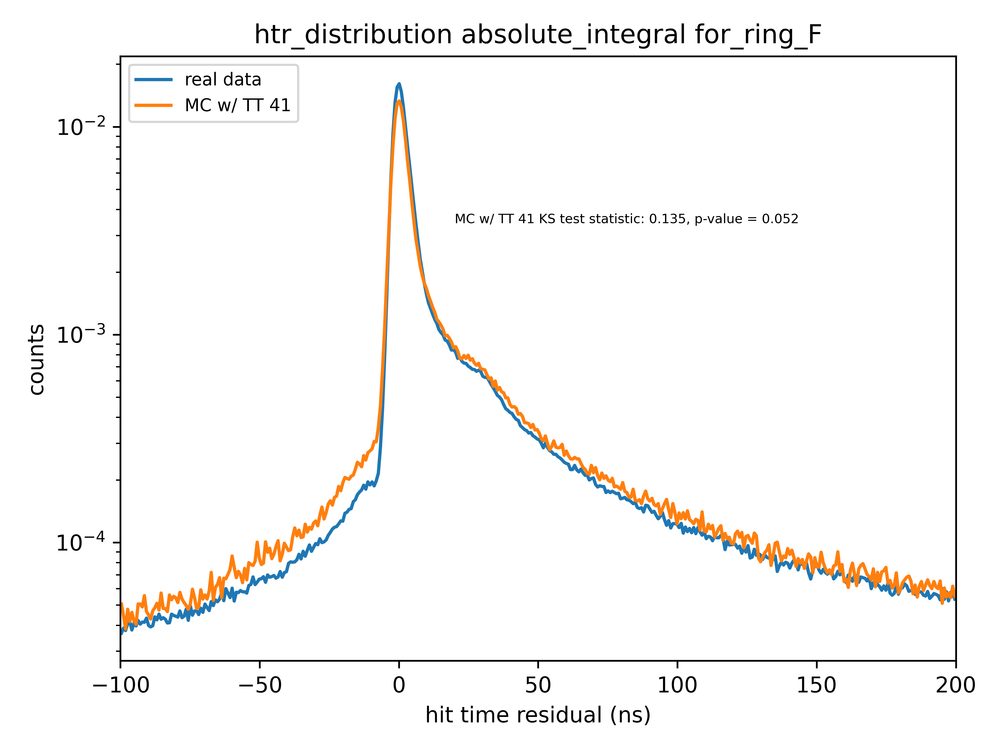 htr_distribution absolute_integral for_ring_F
real data
MC w/ TT 41
10⁻²
10⁻³
10⁻⁴
counts
MC w/ TT 41 KS test statistic: 0.135, p-value = 0.052
−100 −50 0 50 100 150 200
hit time residual (ns)